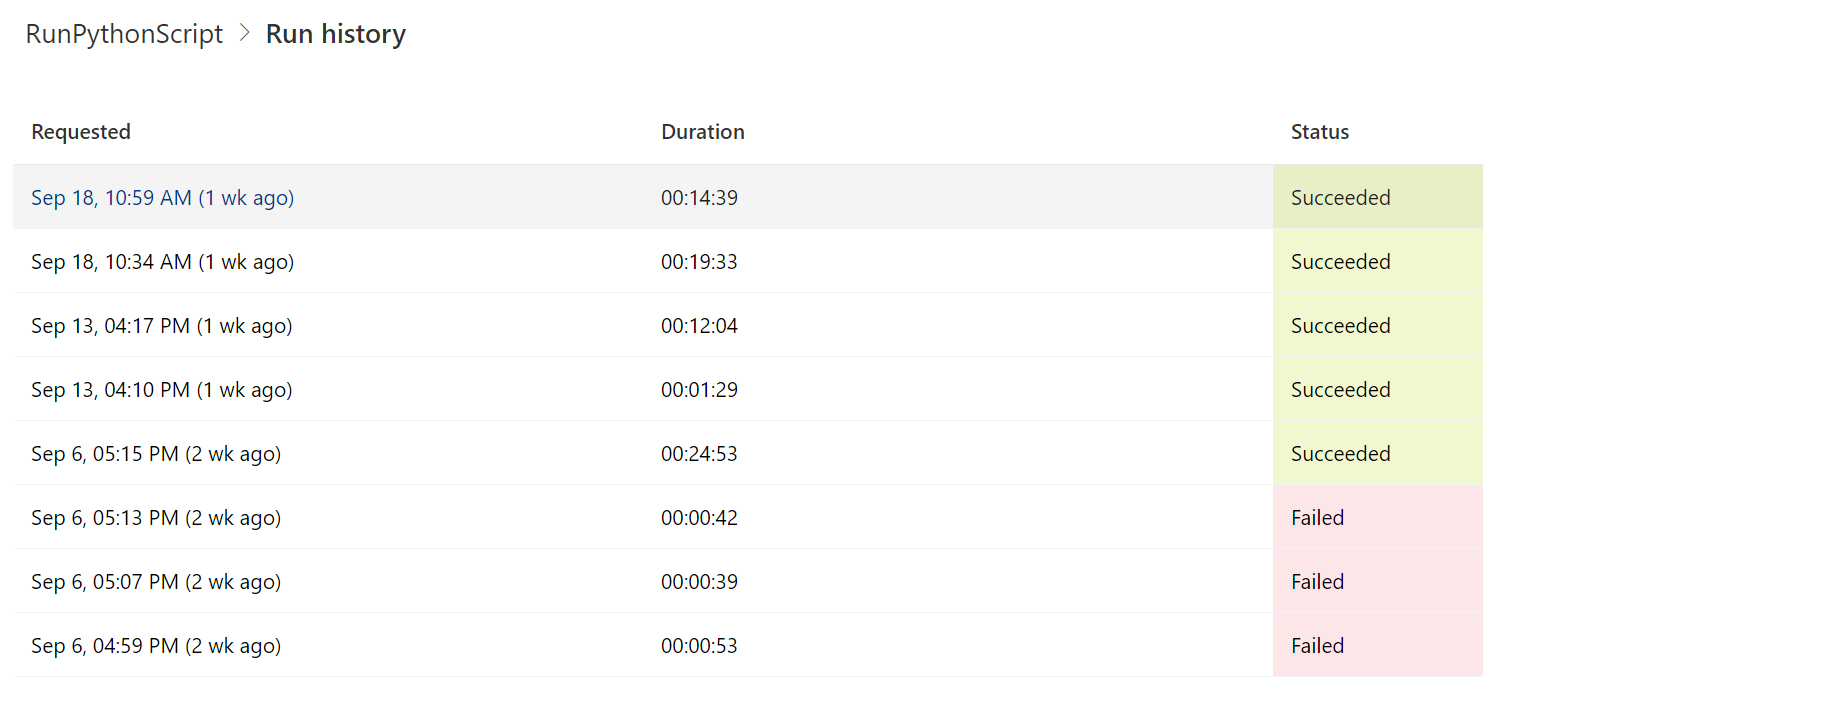 RunPythonScript > Run history
Requested Duration Status
Sep 18, 10:59 AM (1 wk ago) 00:14:39 Succeeded
Sep 18, 10:34 AM (1 wk ago) 00:19:33 Succeeded
Sep 13, 04:17 PM (1 wk ago) 00:12:04 Succeeded
Sep 13, 04:10 PM (1 wk ago) 00:01:29 Succeeded
Sep 6, 05:15 PM (2 wk ago) 00:24:53 Succeeded
Sep 6, 05:13 PM (2 wk ago) 00:00:42 Failed
Sep 6, 05:07 PM (2 wk ago) 00:00:39 Failed
Sep 6, 04:59 PM (2 wk ago) 00:00:53 Failed